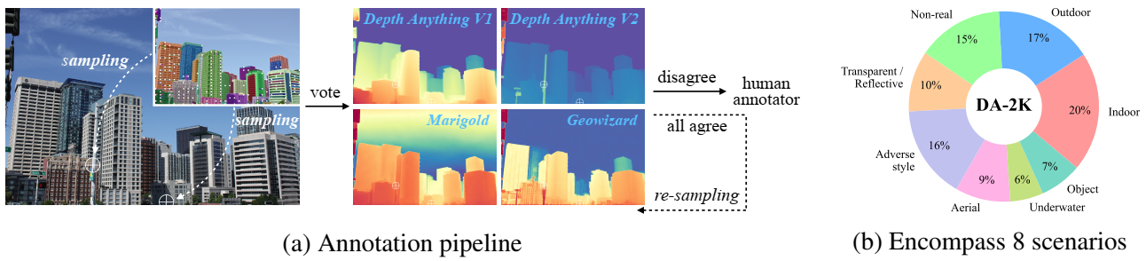 sampling
sampling
vote
Depth Anything V1
Depth Anything V2
Marigold
Geowizard
disagree
human
annotator
all agree
re-sampling
(a) Annotation pipeline
Non-real
Outdoor
15%
17%
Transparent /
Reflective
10%
DA-2K
20%
Indoor
Adverse
style
16%
7%
Object
9%
6%
Aerial
Underwater
(b) Encompass 8 scenarios